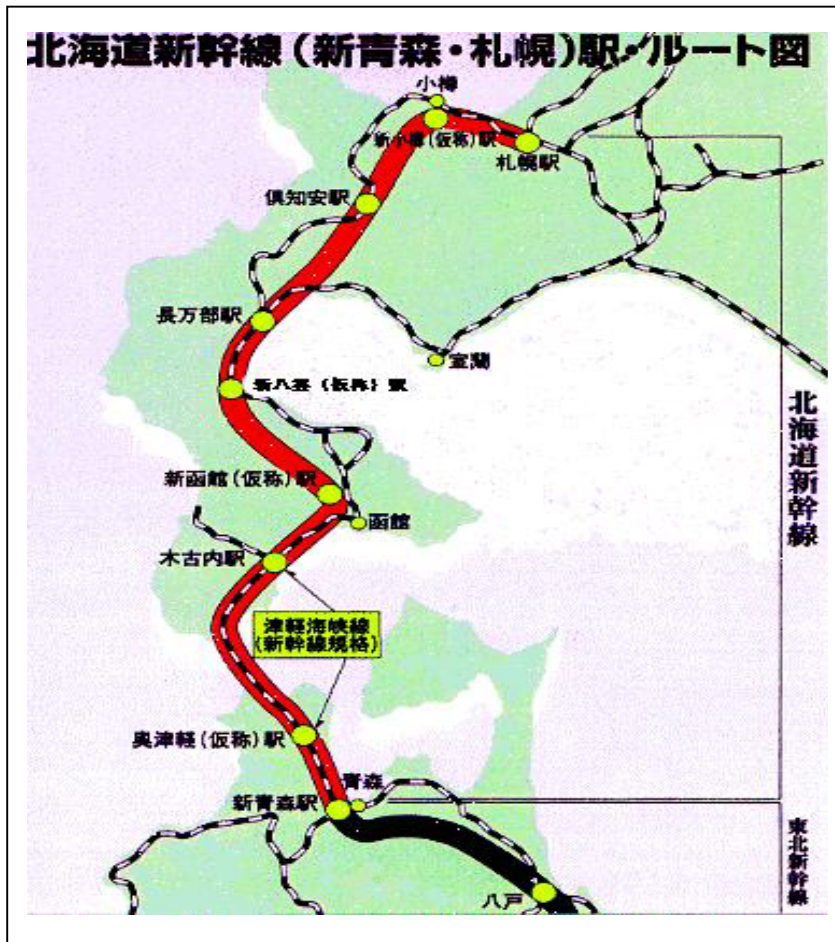 北海道新幹線(新青森・札幌)駅・ルート図
小樽
新小樽(仮称)駅
札幌駅
倶知安駅
長万部駅
室蘭
新八雲(仮称)駅
北海道新幹線
新函館(仮称)駅
函館
木古内駅
津軽海峡線
(新幹線規格)
奥津軽(仮称)駅
青森
新青森駅
東北新幹線
八戸